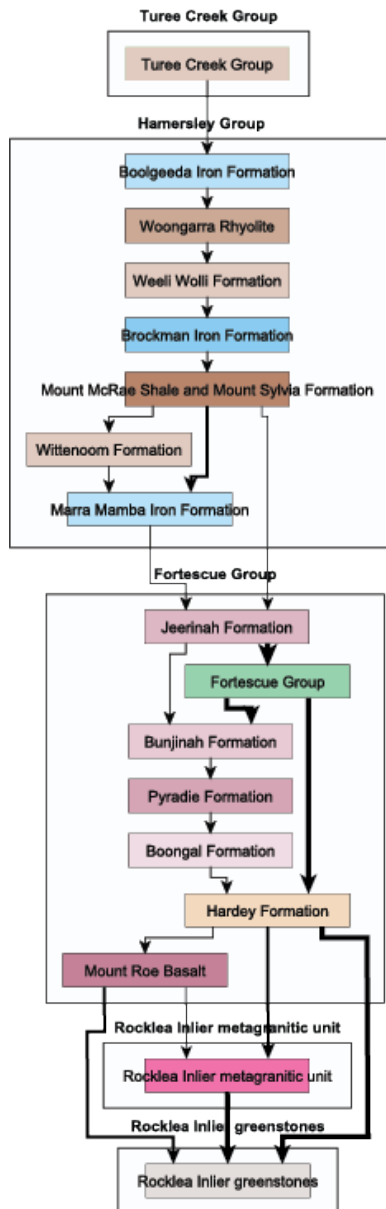 Turee Creek Group
Turee Creek Group
Hamersley Group
Boolgeeda Iron Formation
Woongarra Rhyolite
Weeli Wolli Formation
Brockman Iron Formation
Mount McRae Shale and Mount Sylvia Formation
Wittenoom Formation
Marra Mamba Iron Formation
Fortescue Group
Jeerinah Formation
Fortescue Group
Bunjinah Formation
Pyradie Formation
Boongal Formation
Hardey Formation
Mount Roe Basalt
Rocklea Inlier metagranitic unit
Rocklea Inlier metagranitic unit
Rocklea Inlier greenstones
Rocklea Inlier greenstones